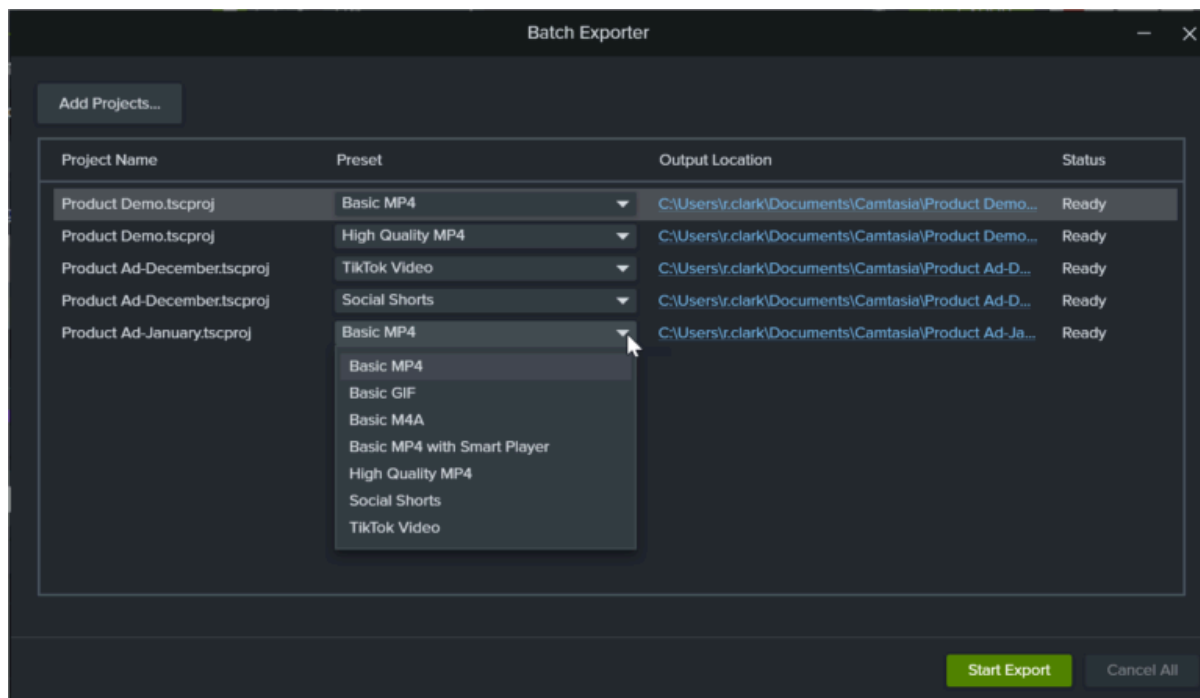 Batch Exporter
Add Projects...
Project Name Preset Output Location Status
Product Demo.tscproj Basic MP4 C:\Users\r.clark\Documents\Camtasia\Product Demo... Ready
Product Demo.tscproj High Quality MP4 C:\Users\r.clark\Documents\Camtasia\Product Demo... Ready
Product Ad-December.tscproj TikTok Video C:\Users\r.clark\Documents\Camtasia\Product Ad-D... Ready
Product Ad-December.tscproj Social Shorts C:\Users\r.clark\Documents\Camtasia\Product Ad-D... Ready
Product Ad-January.tscproj Basic MP4 C:\Users\r.clark\Documents\Camtasia\Product Ad-Ja... Ready
Basic MP4
Basic GIF
Basic M4A
Basic MP4 with Smart Player
High Quality MP4
Social Shorts
TikTok Video
Start Export Cancel All